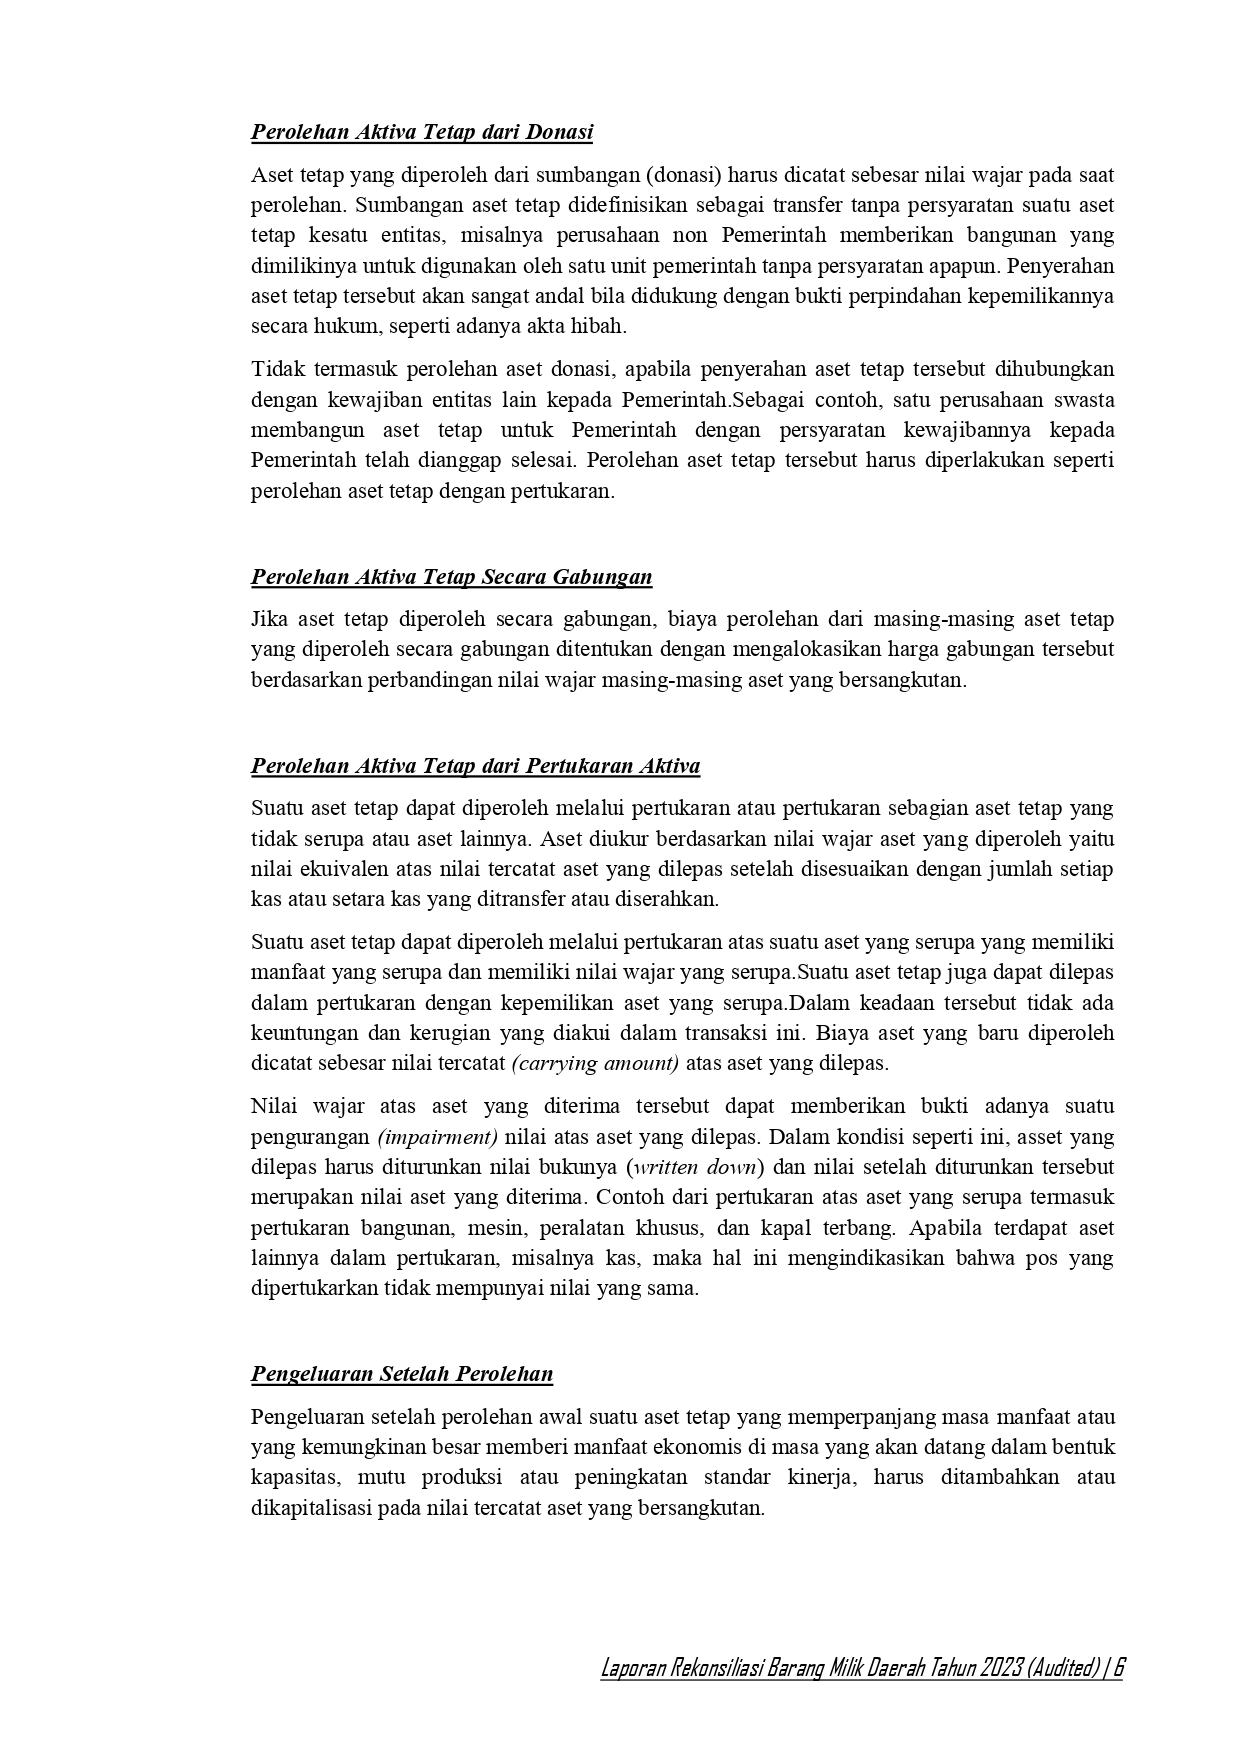 Perolehan Aktiva Tetap dari Donasi
Aset tetap yang diperoleh dari sumbangan (donasi) harus dicatat sebesar nilai wajar pada saat
perolehan. Sumbangan aset tetap didefinisikan sebagai transfer tanpa persyaratan suatu aset
tetap kesatu entitas, misalnya perusahaan non Pemerintah memberikan bangunan yang
dimilikinya untuk digunakan oleh satu unit pemerintah tanpa persyaratan apapun. Penyerahan
aset tetap tersebut akan sangat andal bila didukung dengan bukti perpindahan kepemilikannya
secara hukum, seperti adanya akta hibah.
Tidak termasuk perolehan aset donasi, apabila penyerahan aset tetap tersebut dihubungkan
dengan kewajiban entitas lain kepada Pemerintah.Sebagai contoh, satu perusahaan swasta
membangun aset tetap untuk Pemerintah dengan persyaratan kewajibannya kepada
Pemerintah telah dianggap selesai. Perolehan aset tetap tersebut harus diperlakukan seperti
perolehan aset tetap dengan pertukaran.
Perolehan Aktiva Tetap Secara Gabungan
Jika aset tetap diperoleh secara gabungan, biaya perolehan dari masing-masing aset tetap
yang diperoleh secara gabungan ditentukan dengan mengalokasikan harga gabungan tersebut
berdasarkan perbandingan nilai wajar masing-masing aset yang bersangkutan.
Perolehan Aktiva Tetap dari Pertukaran Aktiva
Suatu aset tetap dapat diperoleh melalui pertukaran atau pertukaran sebagian aset tetap yang
tidak serupa atau aset lainnya. Aset diukur berdasarkan nilai wajar aset yang diperoleh yaitu
nilai ekuivalen atas nilai tercatat aset yang dilepas setelah disesuaikan dengan jumlah setiap
kas atau setara kas yang ditransfer atau diserahkan.
Suatu aset tetap dapat diperoleh melalui pertukaran atas suatu aset yang serupa yang memiliki
manfaat yang serupa dan memiliki nilai wajar yang serupa.Suatu aset tetap juga dapat dilepas
dalam pertukaran dengan kepemilikan aset yang serupa.Dalam keadaan tersebut tidak ada
keuntungan dan kerugian yang diakui dalam transaksi ini. Biaya aset yang baru diperoleh
dicatat sebesar nilai tercatat (carrying amount) atas aset yang dilepas.
Nilai wajar atas aset yang diterima tersebut dapat memberikan bukti adanya suatu
pengurangan (impairment) nilai atas aset yang dilepas. Dalam kondisi seperti ini, asset yang
dilepas harus diturunkan nilai bukunya (written down) dan nilai setelah diturunkan tersebut
merupakan nilai aset yang diterima. Contoh dari pertukaran atas aset yang serupa termasuk
pertukaran bangunan, mesin, peralatan khusus, dan kapal terbang. Apabila terdapat aset
lainnya dalam pertukaran, misalnya kas, maka hal ini mengindikasikan bahwa pos yang
dipertukarkan tidak mempunyai nilai yang sama.
Pengeluaran Setelah Perolehan
Pengeluaran setelah perolehan awal suatu aset tetap yang memperpanjang masa manfaat atau
yang kemungkinan besar memberi manfaat ekonomis di masa yang akan datang dalam bentuk
kapasitas, mutu produksi atau peningkatan standar kinerja, harus ditambahkan atau
dikapitalisasi pada nilai tercatat aset yang bersangkutan.
Laporan Rekonsiliasi Barang Milik Daerah Tahun 2023 (Audited) | 6